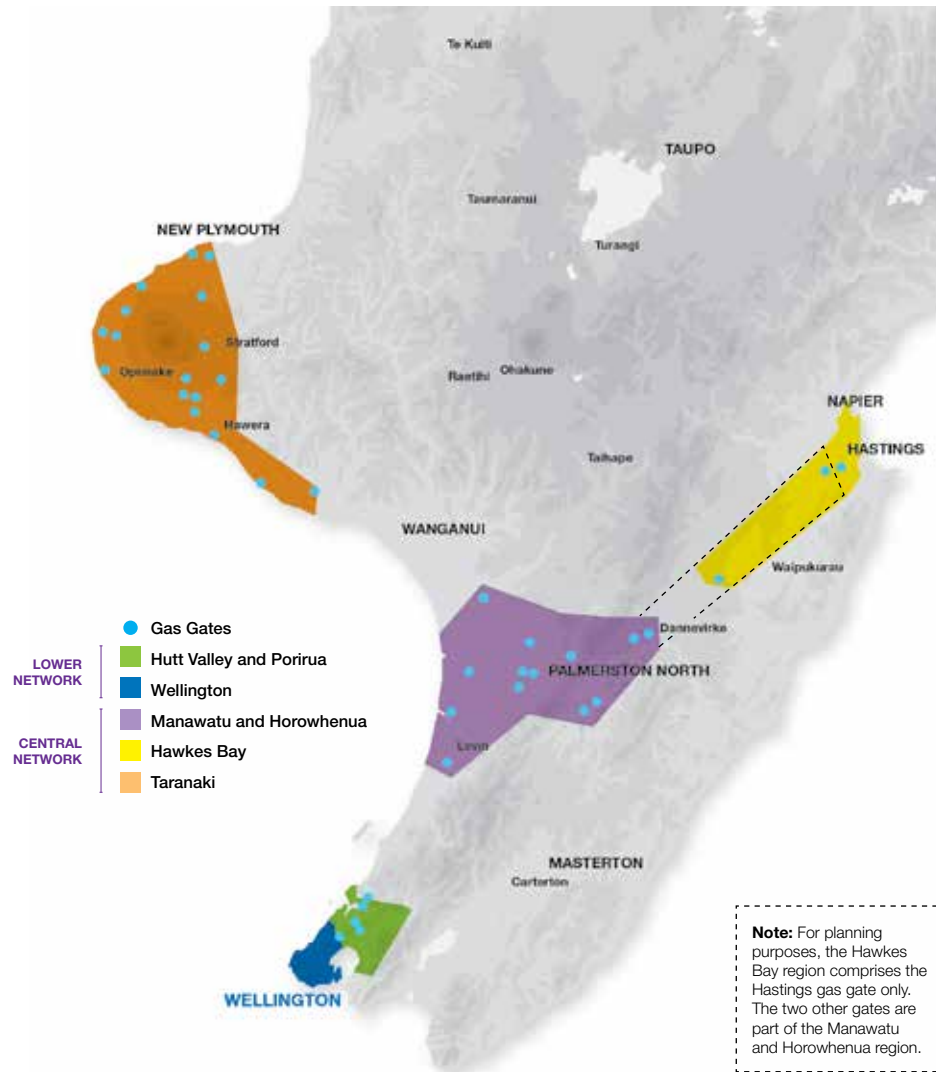 Te Kuiti
TAUPO
Taumaranui
NEW PLYMOUTH
Turangi
Stratford
Opunake
Raetihi
Ohakune
NAPIER
Hawera
HASTINGS
Taihape
WANGANUI
Waipukurau
Gas Gates
Dannevirke
LOWER
NETWORK
Hutt Valley and Porirua
Wellington
PALMERSTON NORTH
CENTRAL
NETWORK
Manawatu and Horowhenua
Hawkes Bay
Taranaki
Levin
MASTERTON
Carterton
WELLINGTON
Note: For planning
purposes, the Hawkes
Bay region comprises the
Hastings gas gate only.
The two other gates are
part of the Manawatu
and Horowhenua region.